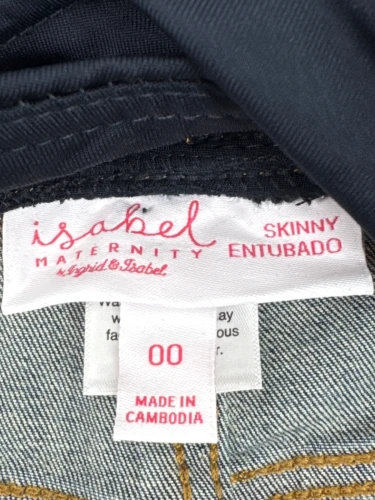 isabel
MATERNITY
by Ingrid & Isabel.
SKINNY
ENTUBADO
00
MADE IN
CAMBODIA